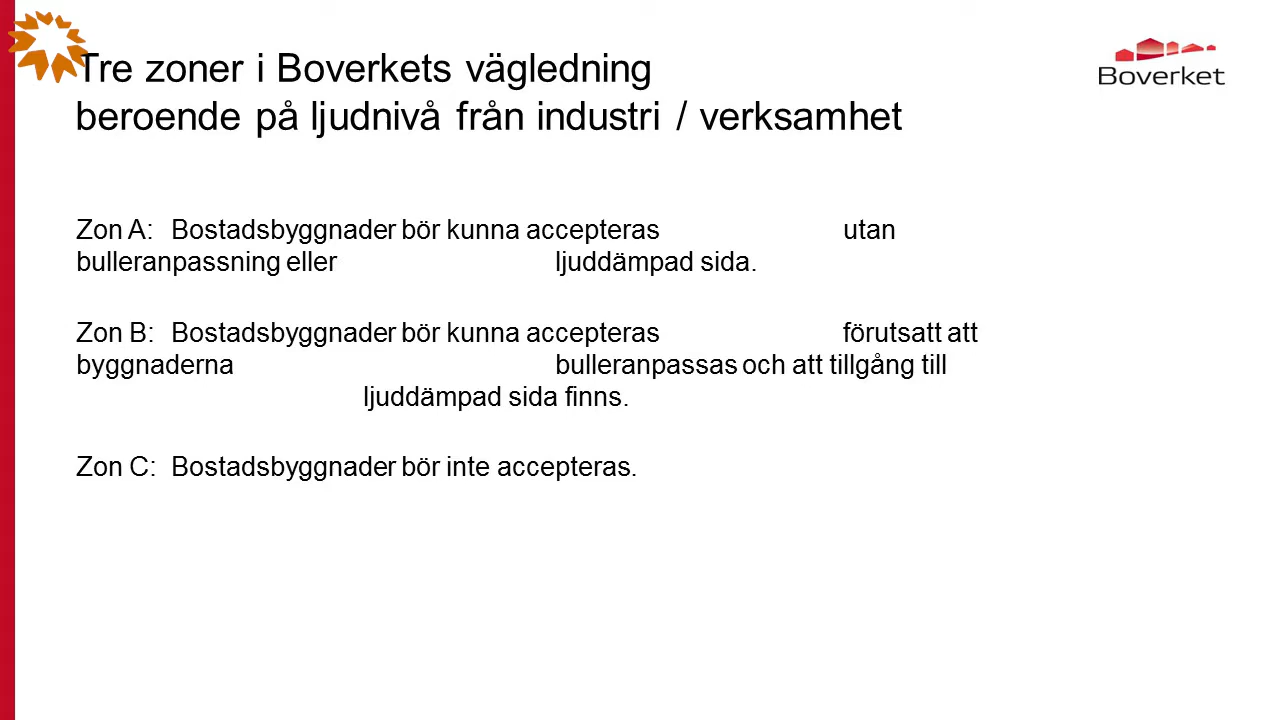 Tre zoner i Boverkets vägledning
beroende på ljudnivå från industri / verksamhet
Boverket
Zon A: Bostadsbyggnader bör kunna accepteras utan
bulleranpassning eller ljuddämpad sida.
Zon B: Bostadsbyggnader bör kunna accepteras förutsatt att
byggnaderna bulleranpassas och att tillgång till
ljuddämpad sida finns.
Zon C: Bostadsbyggnader bör inte accepteras.